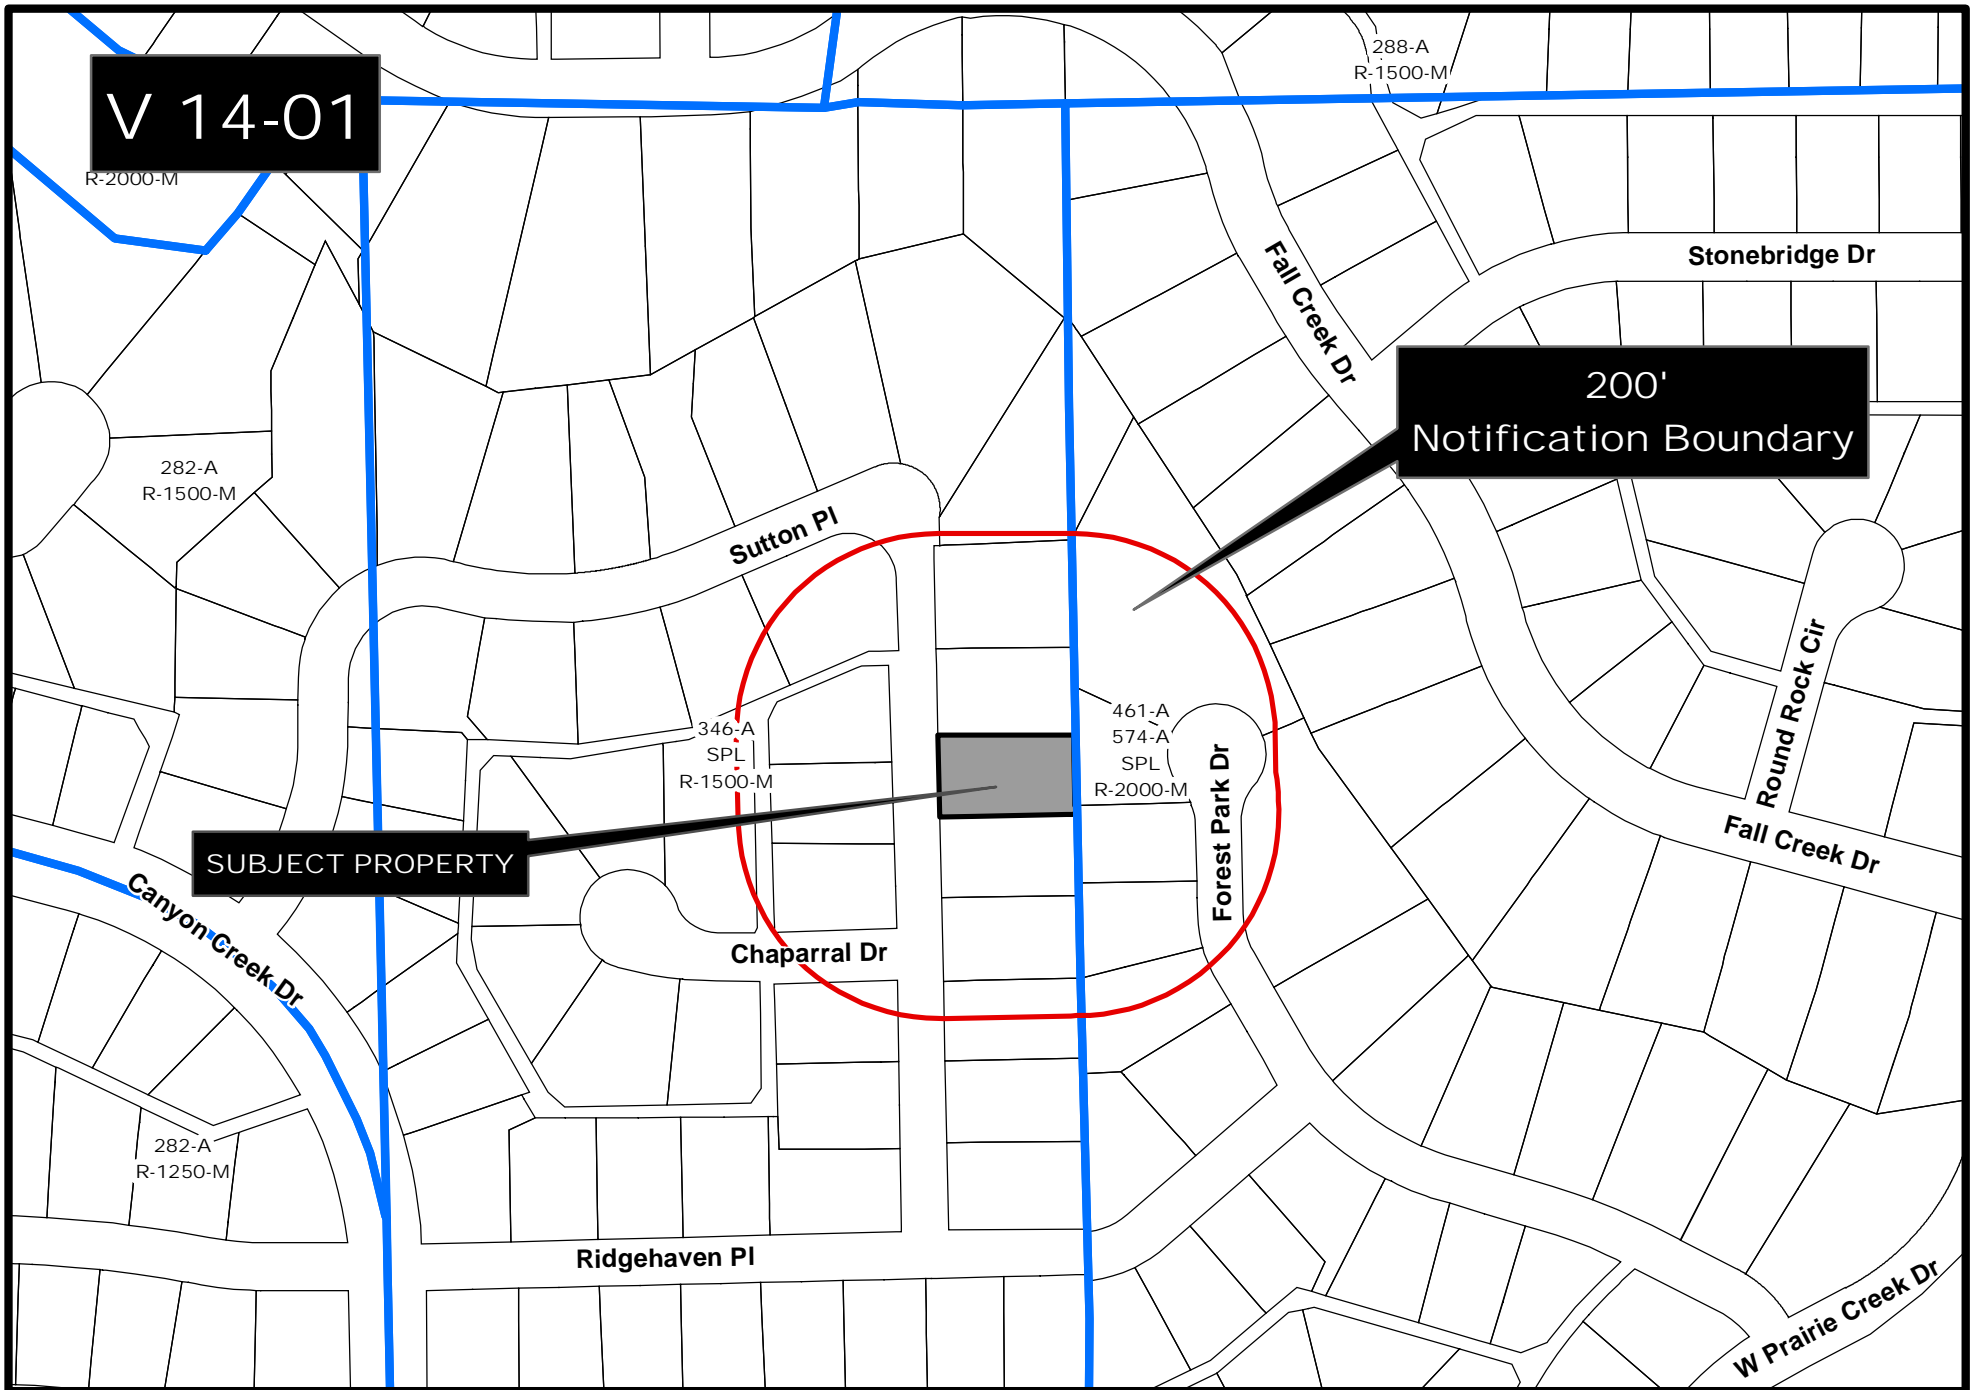 288-A
R-1500-M
V 14-01
R-2000-M
Stonebridge Dr
Fall Creek Dr
200'
Notification Boundary
282-A
R-1500-M
Sutton Pl
Round Rock Cir
346-A
SPL
R-1500-M
461-A
574-A
SPL
R-2000-M
Forest Park Dr
Fall Creek Dr
SUBJECT PROPERTY
Canyon Creek Dr
Chaparral Dr
282-A
R-1250-M
Ridgehaven Pl
W Prairie Creek Dr